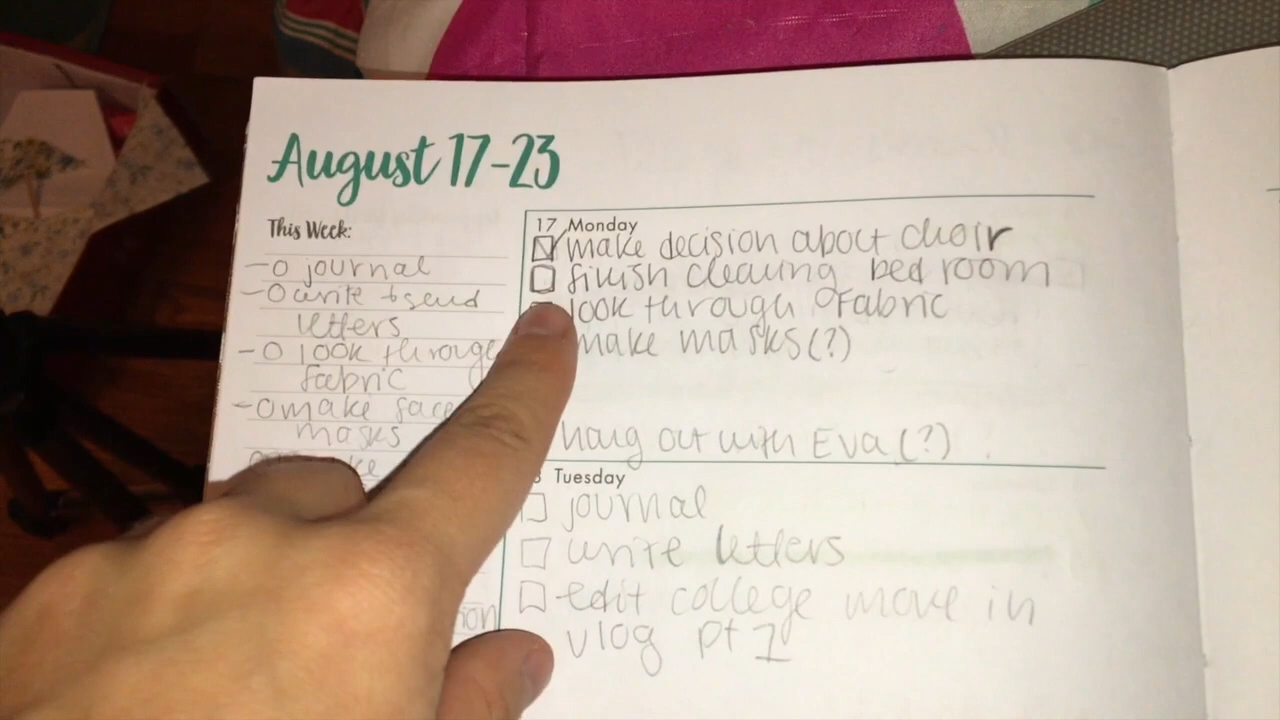 August 17-23
This Week:
-o journal
-o write + send
letters
-o look through
fabric
-o make face
masks
17 Monday
make decision about choir
finish cleaning bedroom
look through fabric
make masks(?)
hang out with Eva(?)
Tuesday
journal
write letters
edit college move in
vlog pt 1